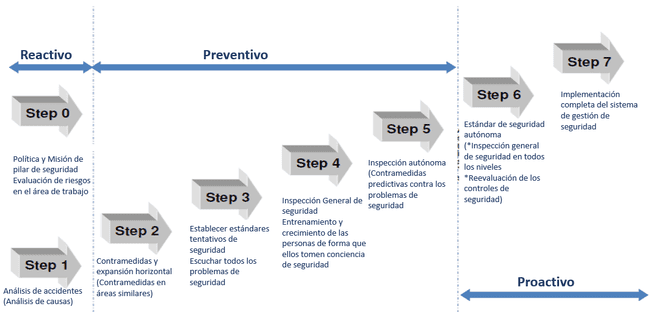 Reactivo
Preventivo
Step 0
Política y Misión de
pilar de seguridad
Evaluación de riesgos
en el área de trabajo
Step 1
Análisis de accidentes
(Análisis de causas)
Step 2
Contramedidas y
expansión horizontal
(Contramedidas en
áreas similares)
Step 3
Establecer estándares
tentativos de
seguridad
Escuchar todos los
problemas de
seguridad
Step 4
Inspección General de
seguridad
Entrenamiento y
crecimiento de las
personas de forma que
ellos tomen conciencia
de seguridad
Step 5
Inspección autónoma
(Contramedidas
predictivas contra los
problemas de
seguridad)
Step 6
Estándar de seguridad
autónoma
(*Inspección general
de seguridad en todos
los niveles
*Reevaluación de los
controles de
seguridad)
Step 7
Implementación
completa del sistema
de gestión de
seguridad
Proactivo